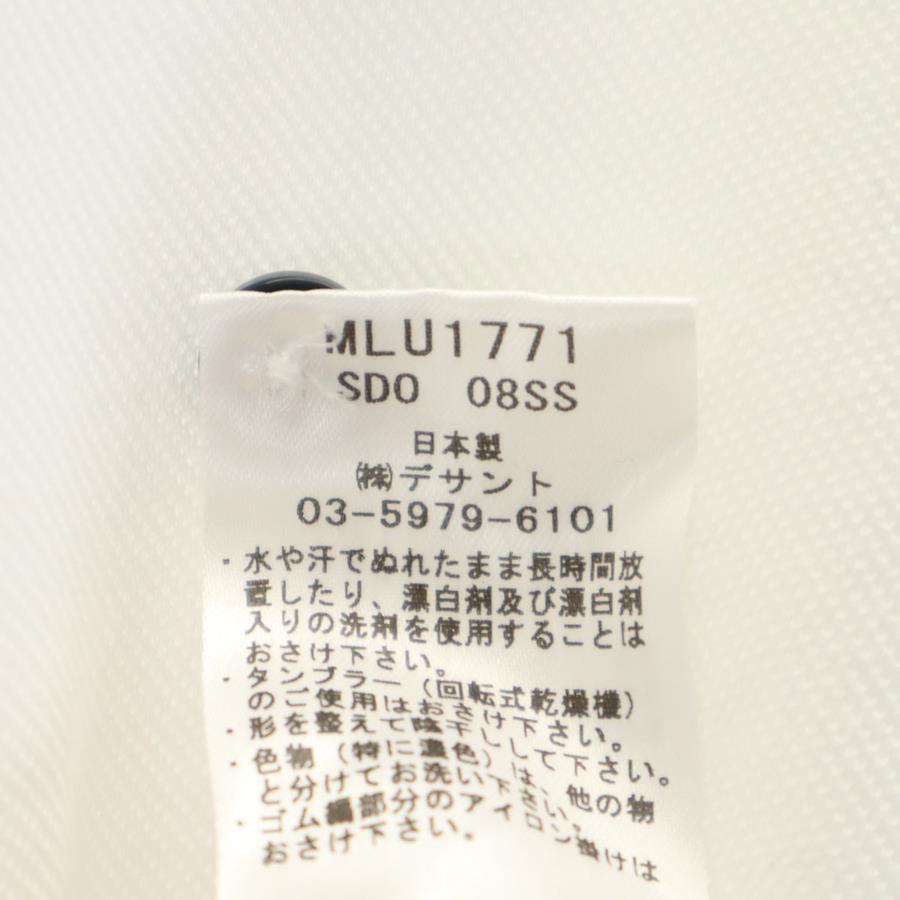 MLU1771
SDO 08SS
日本製
㈱デサント
03-5979-6101
・水や汗でぬれたまま長時間放
置したり、漂白剤及び漂白剤
入りの洗剤を使用することは
おさけ下さい。
・タンブラー（回転式乾燥機）
のご使用はおさけ下さい。
・形を整えて陰干しして下さい。
・色物（特に濃色）は、他の物
と分けてお洗い下さい。
・ゴム編部分のアイロン掛けは
おさけ下さい。